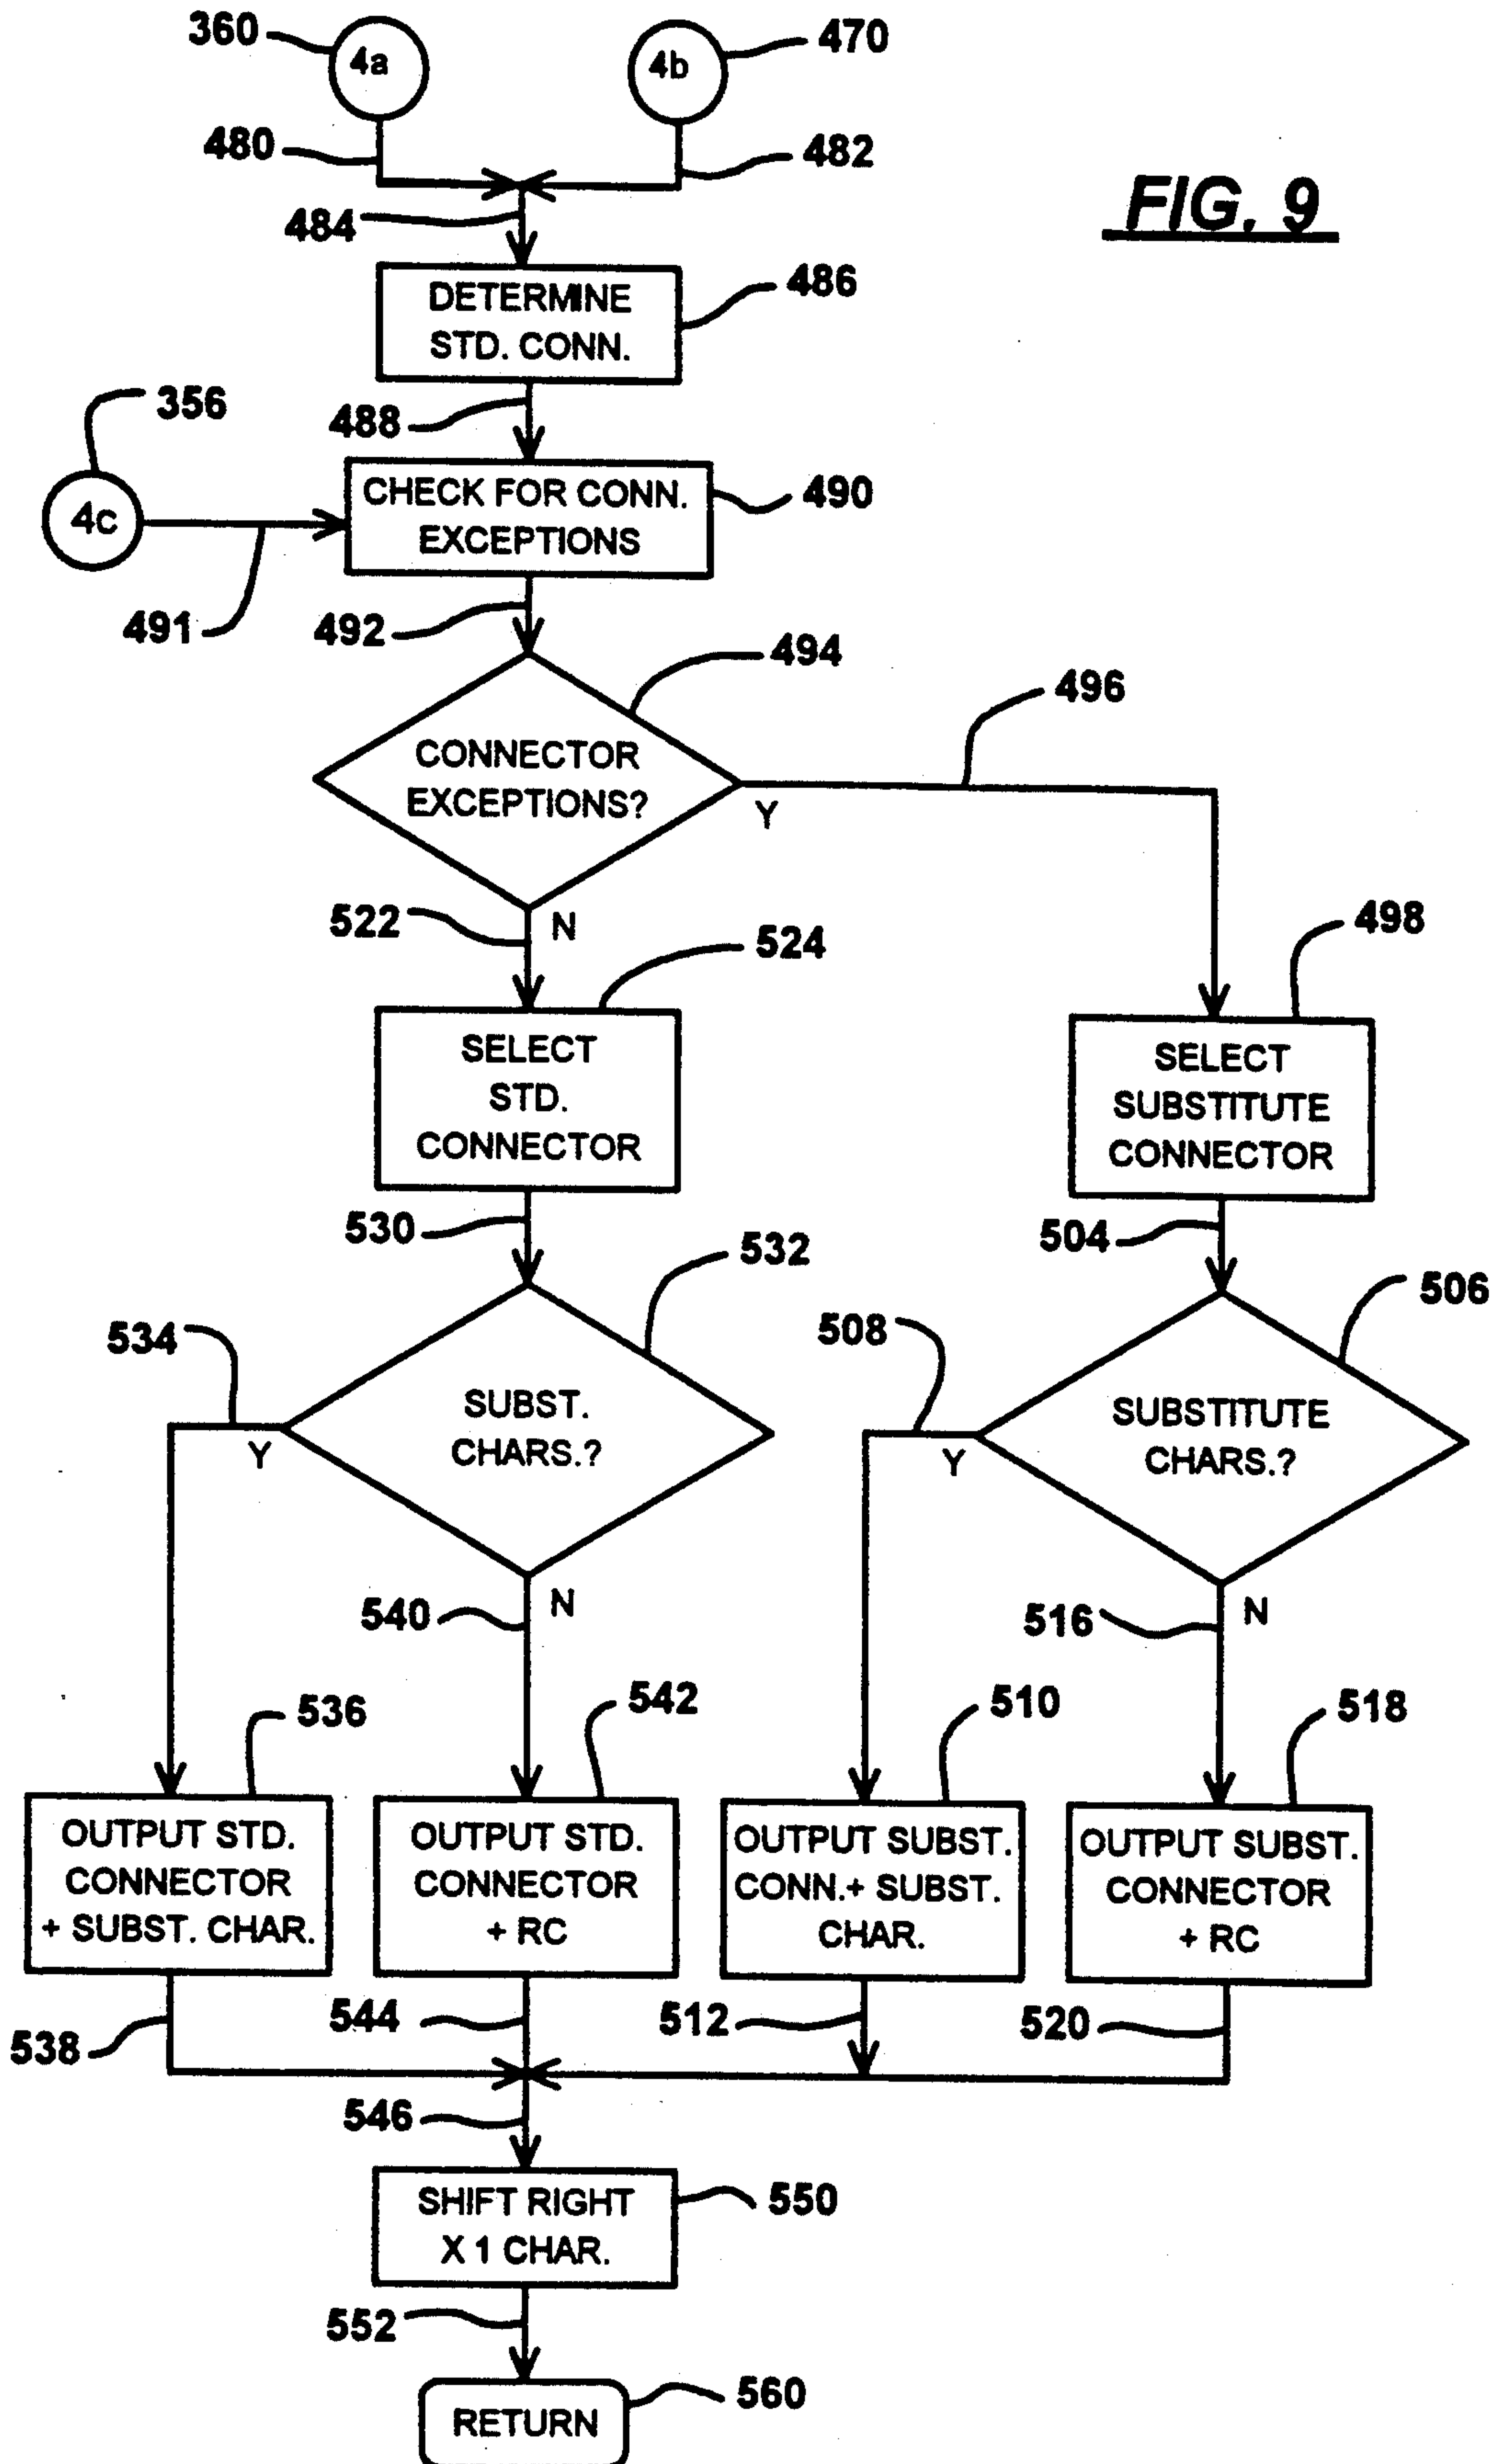 360
4a
4b
470
480
482
FIG. 9
484
DETERMINE
STD. CONN.
486
488
356
4c
CHECK FOR CONN.
EXCEPTIONS
490
491
492
494
496
CONNECTOR
EXCEPTIONS?
Y
522
N
524
498
SELECT
STD.
CONNECTOR
SELECT
SUBSTITUTE
CONNECTOR
530
504
532
506
534
508
SUBST.
CHARS.?
SUBSTITUTE
CHARS.?
Y
Y
540
N
516
N
536
542
510
518
OUTPUT STD.
CONNECTOR
+ SUBST. CHAR.
OUTPUT STD.
CONNECTOR
+ RC
OUTPUT SUBST.
CONN.+ SUBST.
CHAR.
OUTPUT SUBST.
CONNECTOR
+ RC
538
544
512
520
546
SHIFT RIGHT
X 1 CHAR.
550
552
RETURN
560